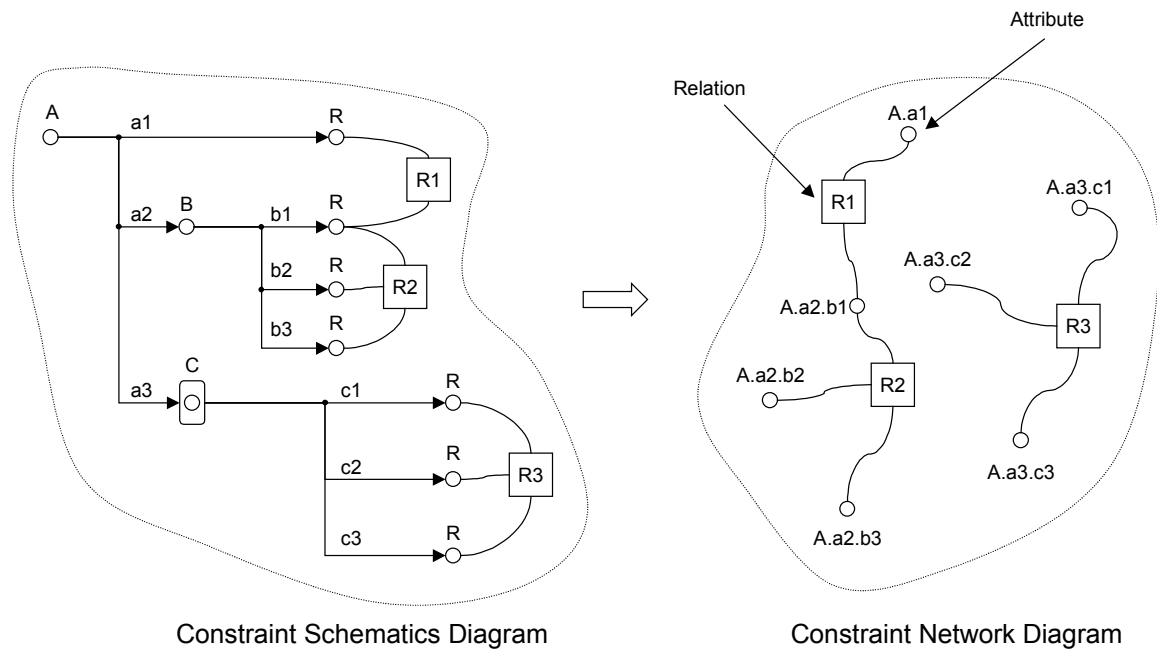 A
a1
R
R1
a2
B
b1
R
b2
R
R2
b3
R
a3
C
c1
R
c2
R
R3
c3
R
Constraint Schematics Diagram
Attribute
Relation
A.a1
R1
A.a3.c1
A.a3.c2
A.a2.b1
R3
A.a2.b2
R2
A.a3.c3
A.a2.b3
Constraint Network Diagram